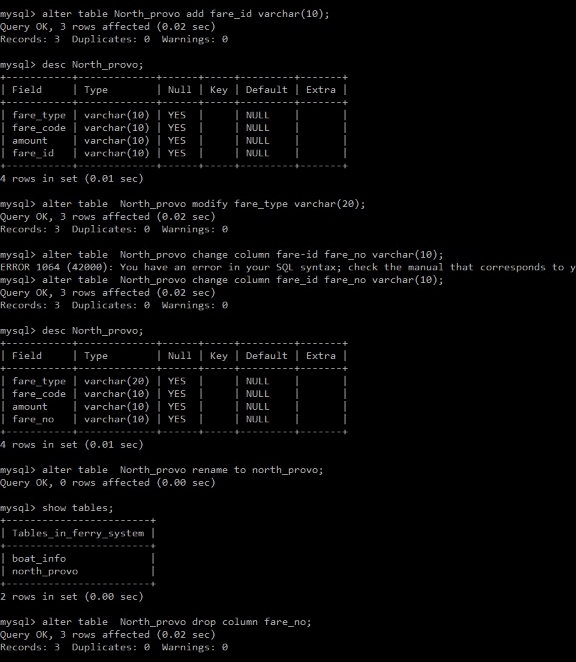 mysql> alter table North_provo add fare_id varchar(10);
Query OK, 3 rows affected (0.02 sec)
Records: 3  Duplicates: 0  Warnings: 0

mysql> desc North_provo;
+-----------+-------------+------+-----+---------+-------+
| Field     | Type        | Null | Key | Default | Extra |
+-----------+-------------+------+-----+---------+-------+
| fare_type | varchar(10) | YES  |     | NULL    |       |
| fare_code | varchar(10) | YES  |     | NULL    |       |
| amount    | varchar(10) | YES  |     | NULL    |       |
| fare_id   | varchar(10) | YES  |     | NULL    |       |
+-----------+-------------+------+-----+---------+-------+
4 rows in set (0.01 sec)

mysql> alter table  North_provo modify fare_type varchar(20);
Query OK, 3 rows affected (0.02 sec)
Records: 3  Duplicates: 0  Warnings: 0

mysql> alter table  North_provo change column fare-id fare_no varchar(10);
ERROR 1064 (42000): You have an error in your SQL syntax; check the manual that corresponds to y
mysql> alter table  North_provo change column fare_id fare_no varchar(10);
Query OK, 3 rows affected (0.02 sec)
Records: 3  Duplicates: 0  Warnings: 0

mysql> desc North_provo;
+-----------+-------------+------+-----+---------+-------+
| Field     | Type        | Null | Key | Default | Extra |
+-----------+-------------+------+-----+---------+-------+
| fare_type | varchar(20) | YES  |     | NULL    |       |
| fare_code | varchar(10) | YES  |     | NULL    |       |
| amount    | varchar(10) | YES  |     | NULL    |       |
| fare_no   | varchar(10) | YES  |     | NULL    |       |
+-----------+-------------+------+-----+---------+-------+
4 rows in set (0.01 sec)

mysql> alter table  North_provo rename to north_provo;
Query OK, 0 rows affected (0.00 sec)

mysql> show tables;
+------------------------+
| Tables_in_ferry_system |
+------------------------+
| boat_info              |
| north_provo            |
+------------------------+
2 rows in set (0.00 sec)

mysql> alter table  North_provo drop column fare_no;
Query OK, 3 rows affected (0.02 sec)
Records: 3  Duplicates: 0  Warnings: 0